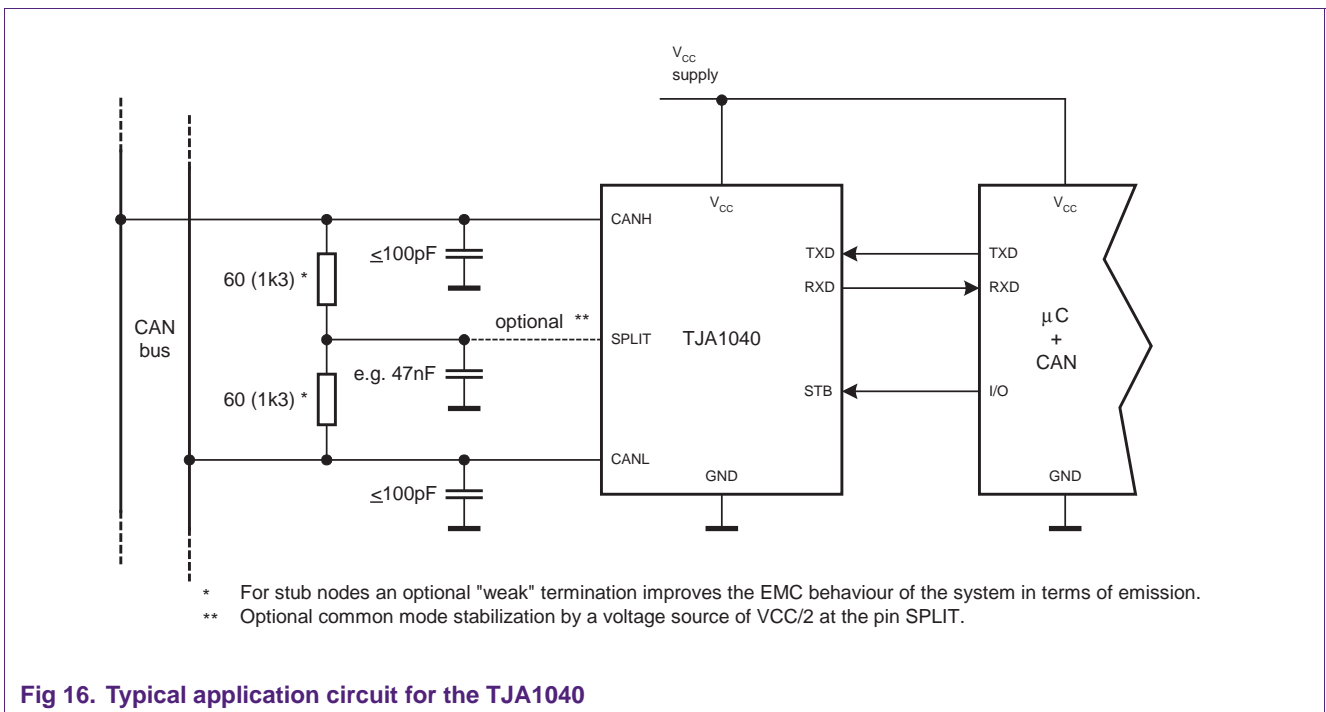 V_CC
supply
V_CC
V_CC
CANH
≤100pF
TXD
TXD
60 (1k3) *
RXD
RXD
optional **
SPLIT
TJA1040
µC
+
CAN
CAN
bus
e.g. 47nF
60 (1k3) *
STB
I/O
CANL
GND
GND
≤100pF
* For stub nodes an optional "weak" termination improves the EMC behaviour of the system in terms of emission.
** Optional common mode stabilization by a voltage source of VCC/2 at the pin SPLIT.
Fig 16. Typical application circuit for the TJA1040